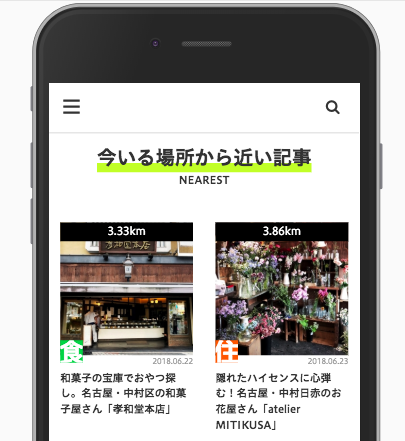 今いる場所から近い記事
NEAREST
3.33km
食
2018.06.22
和菓子の宝庫でおやつ探
し。名古屋・中村区の和菓
子屋さん「孝和堂本店」
3.86km
住
2018.06.23
隠れたハイセンスに心弾
む！名古屋・中村日赤のお
花屋さん「atelier
MITIKUSA」